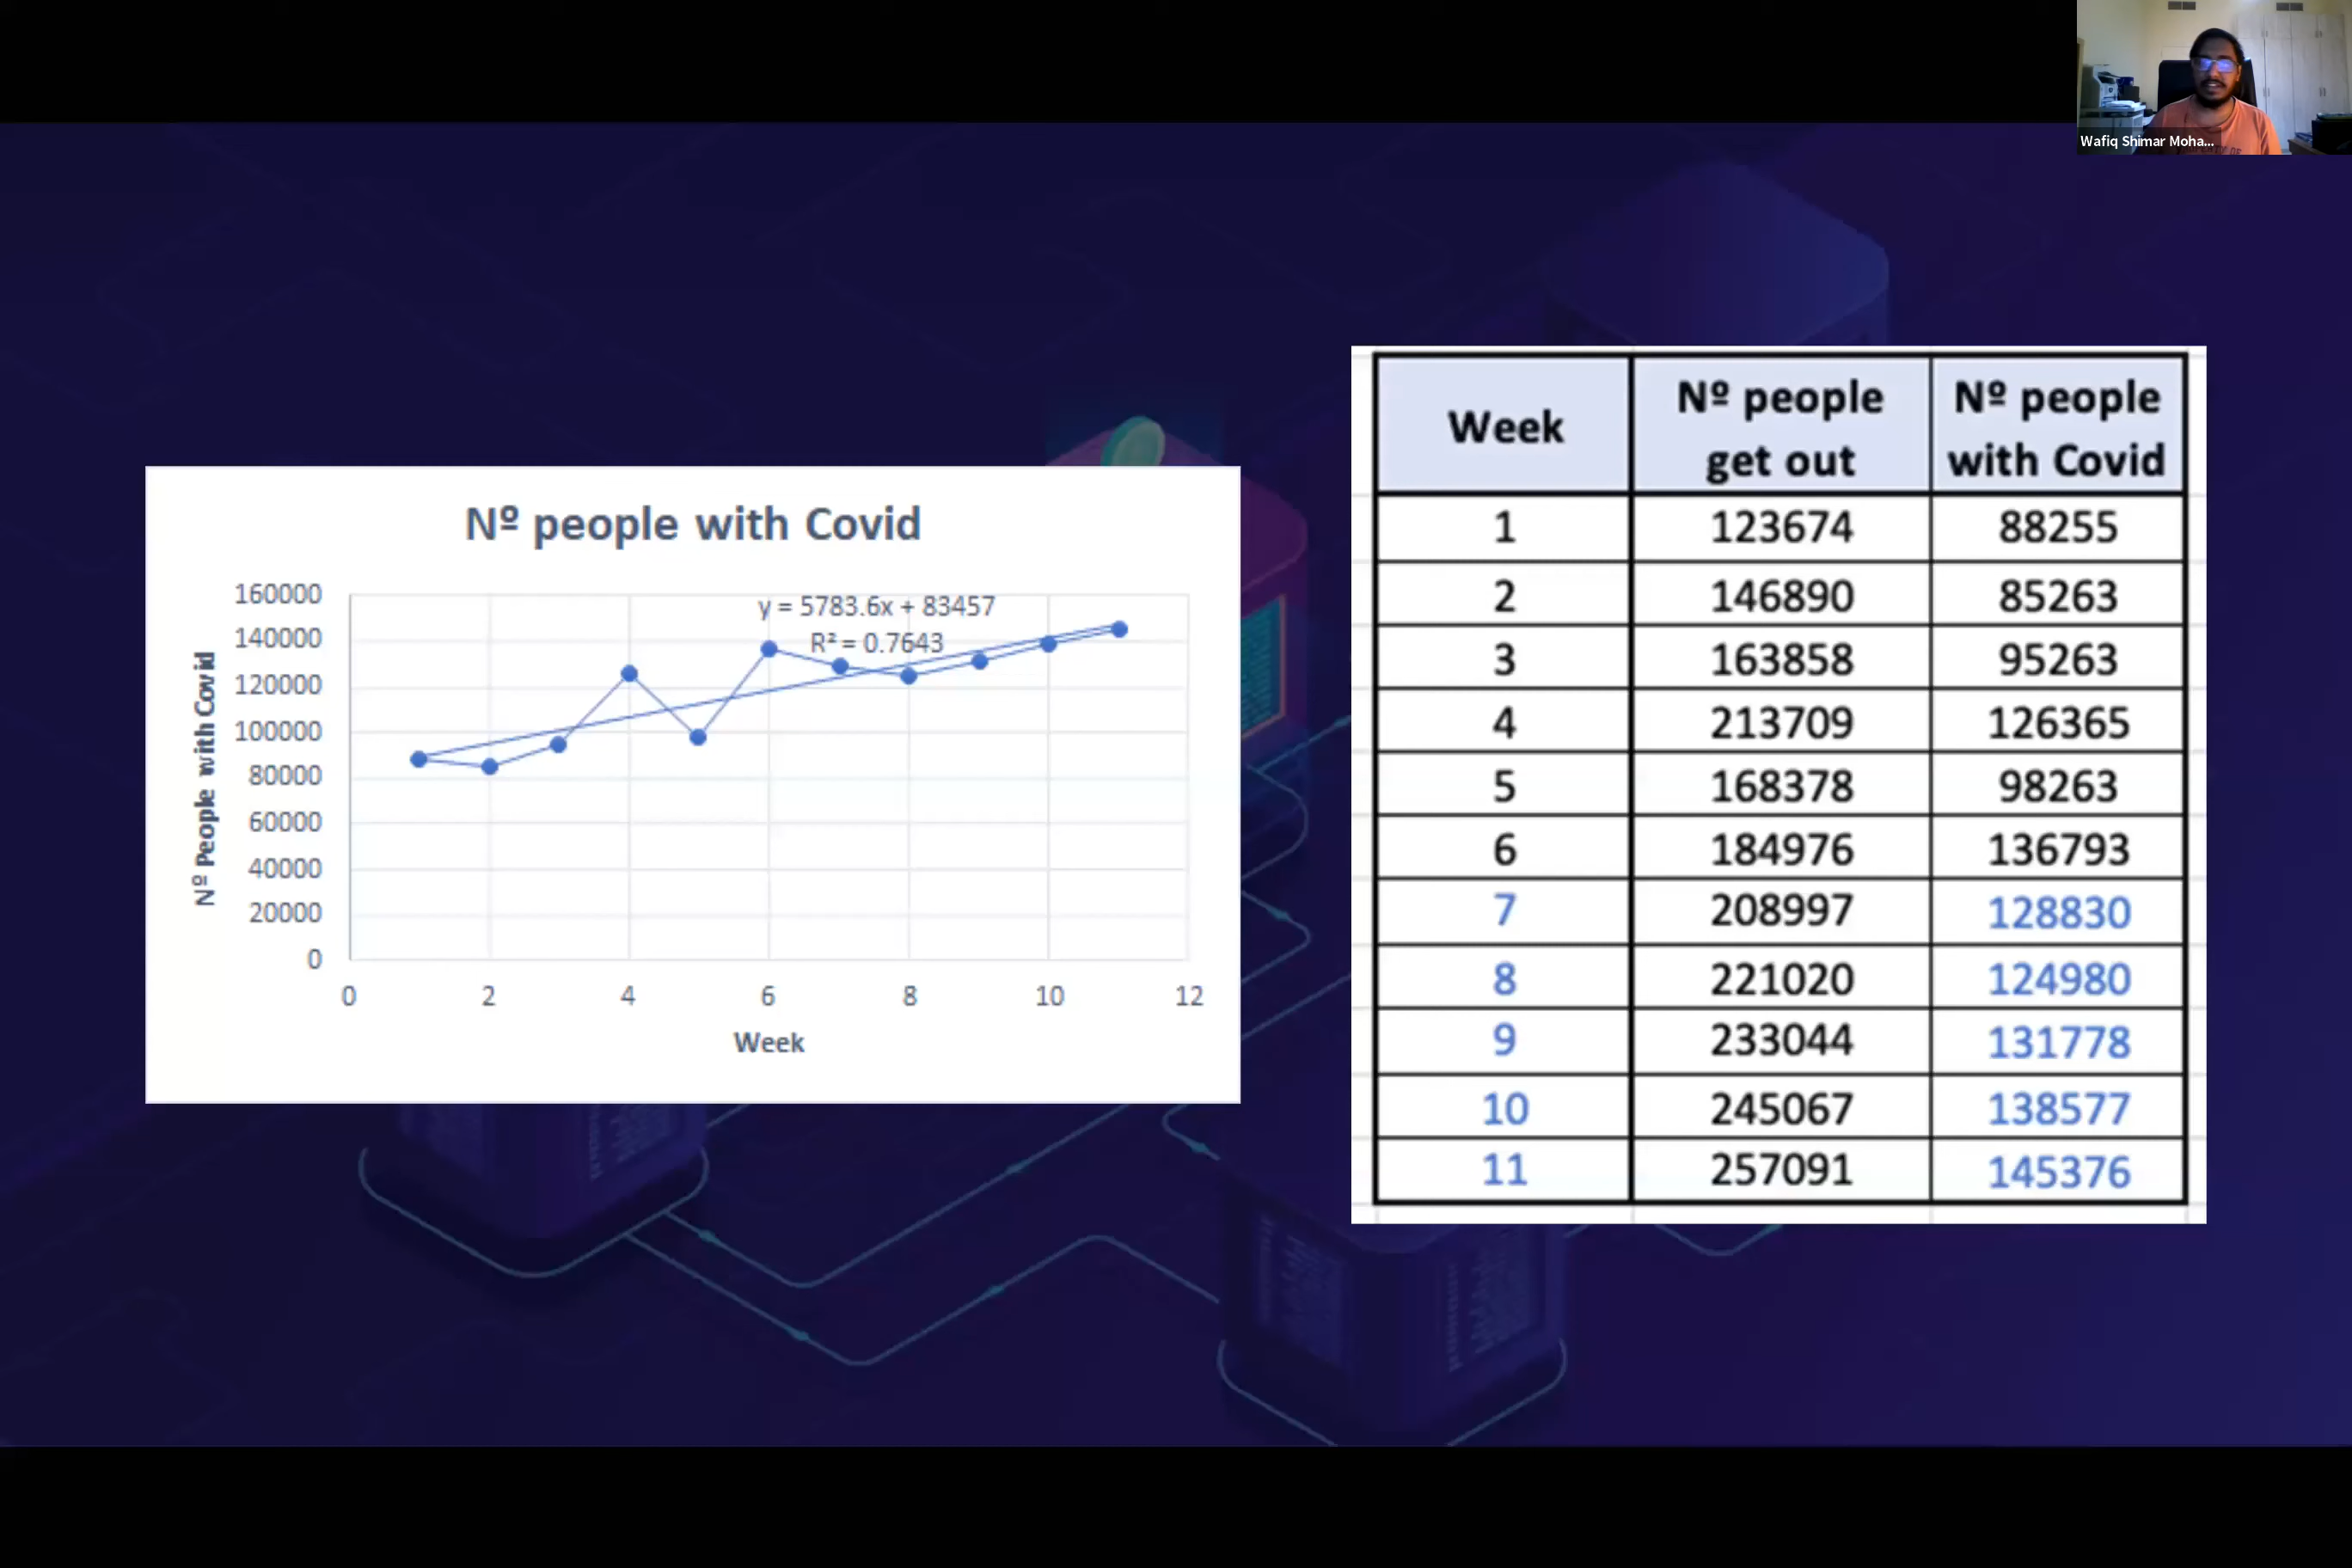 Wafiq Shimar Moha...
Nº people with Covid
160000
140000
120000
100000
80000
60000
40000
20000
0
Nº People with Covid
y = 5783.6x + 83457
R² = 0.7643
0 2 4 6 8 10 12
Week
Week Nº people get out Nº people with Covid
1 123674 88255
2 146890 85263
3 163858 95263
4 213709 126365
5 168378 98263
6 184976 136793
7 208997 128830
8 221020 124980
9 233044 131778
10 245067 138577
11 257091 145376